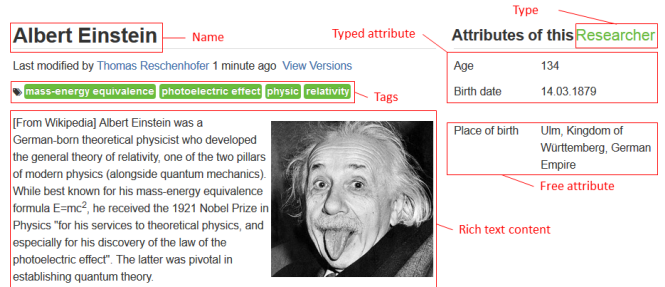 Type
Albert Einstein
Name
Typed attribute
Attributes of this Researcher
Last modified by Thomas Reschenhofer 1 minute ago View Versions
Age 134
Birth date 14.03.1879
mass-energy equivalence photoelectric effect physic relativity
Tags
[From Wikipedia] Albert Einstein was a
German-born theoretical physicist who developed
the general theory of relativity, one of the two pillars
of modern physics (alongside quantum mechanics).
While best known for his mass-energy equivalence
formula E=mc², he received the 1921 Nobel Prize in
Physics "for his services to theoretical physics, and
especially for his discovery of the law of the
photoelectric effect". The latter was pivotal in
establishing quantum theory.
Place of birth Ulm, Kingdom of
Württemberg, German
Empire
Free attribute
Rich text content